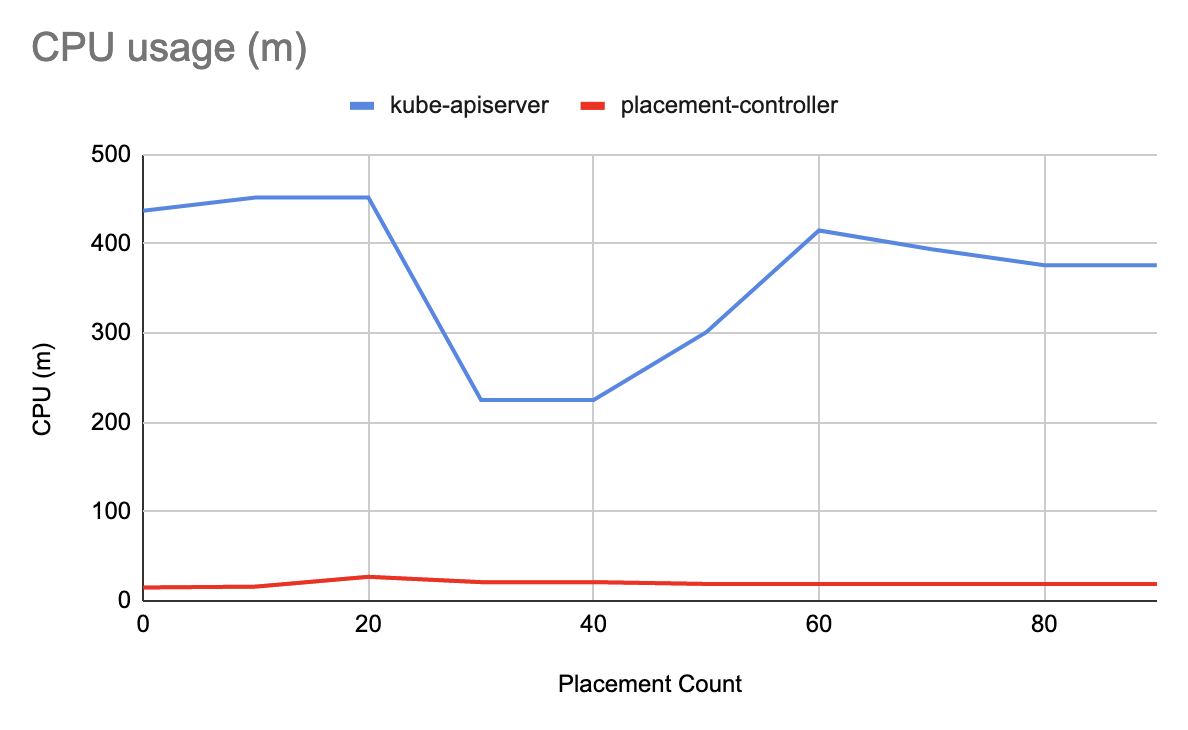 CPU usage (m)
kube-apiserver placement-controller
500
400
300
200
100
0
CPU (m)
0 20 40 60 80
Placement Count